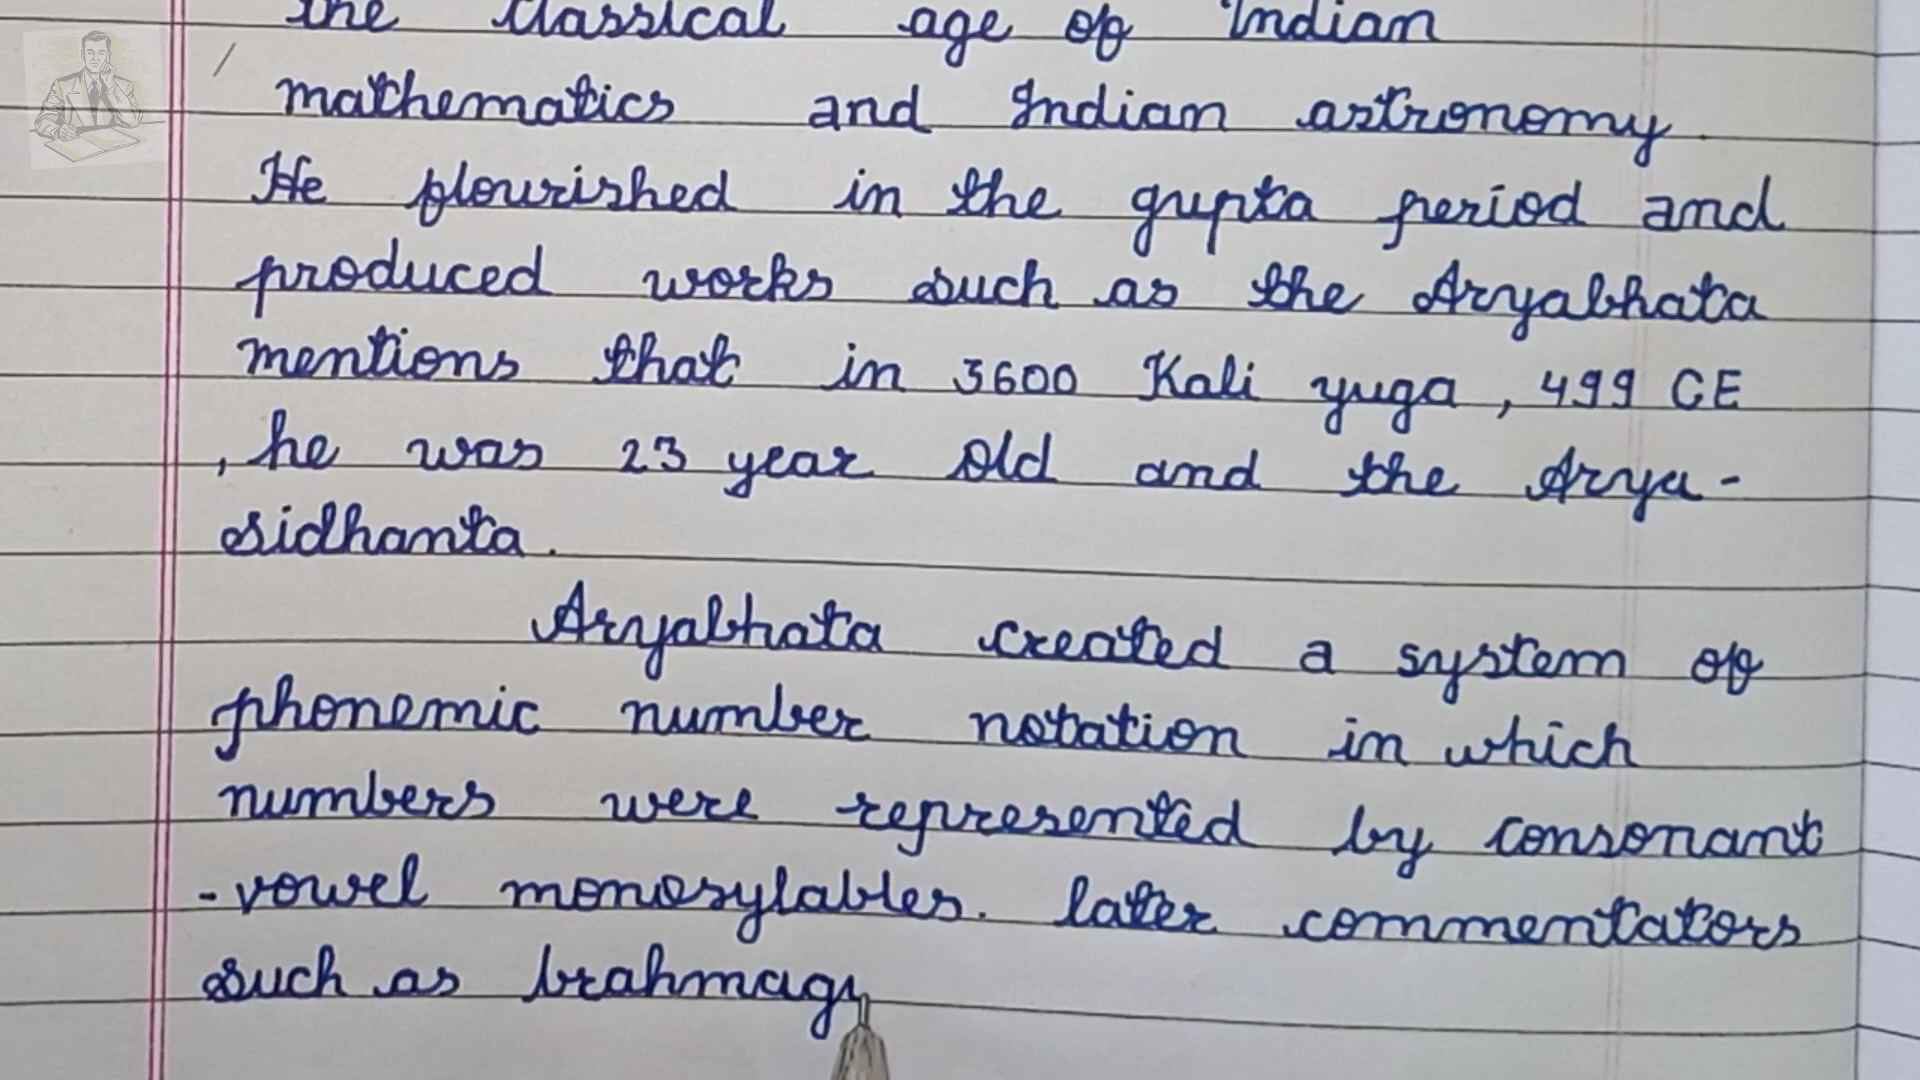 the classical age of Indian
mathematics and Indian astronomy.
He flourished in the gupta period and
produced works such as the Aryabhata
mentions that in 3600 Kali yuga, 499 CE
, he was 23 year old and the Arya-
sidhanta.
Aryabhata created a system of
phonemic number notation in which
numbers were represented by consonant
-vowel monosylables. later commentators
such as brahmagu